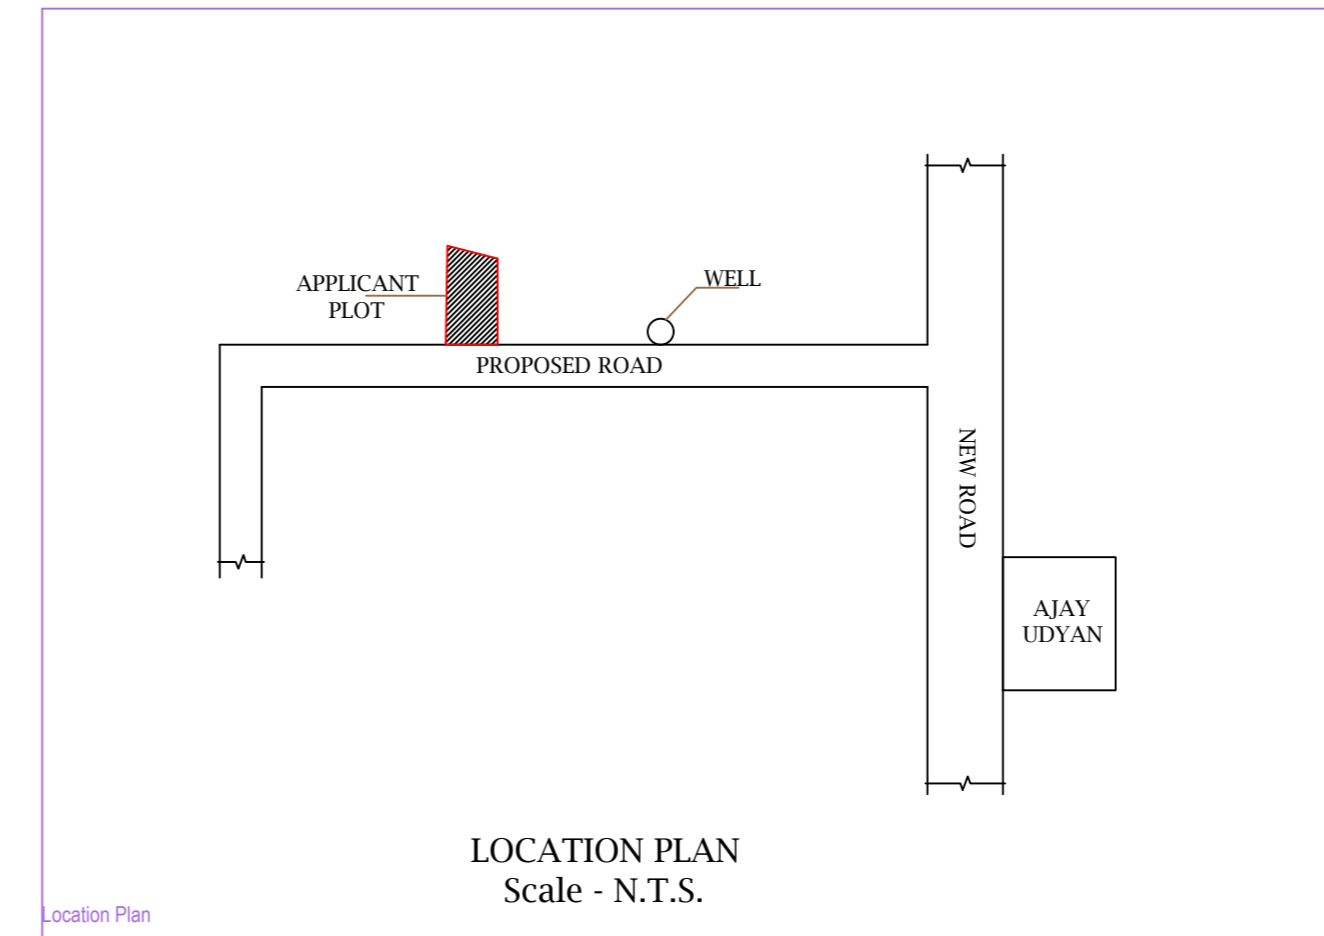 WELL
APPLICANT
PLOT
PROPOSED ROAD
NEW ROAD
AJAY
UDYAN
LOCATION PLAN
Scale - N.T.S.
Location Plan